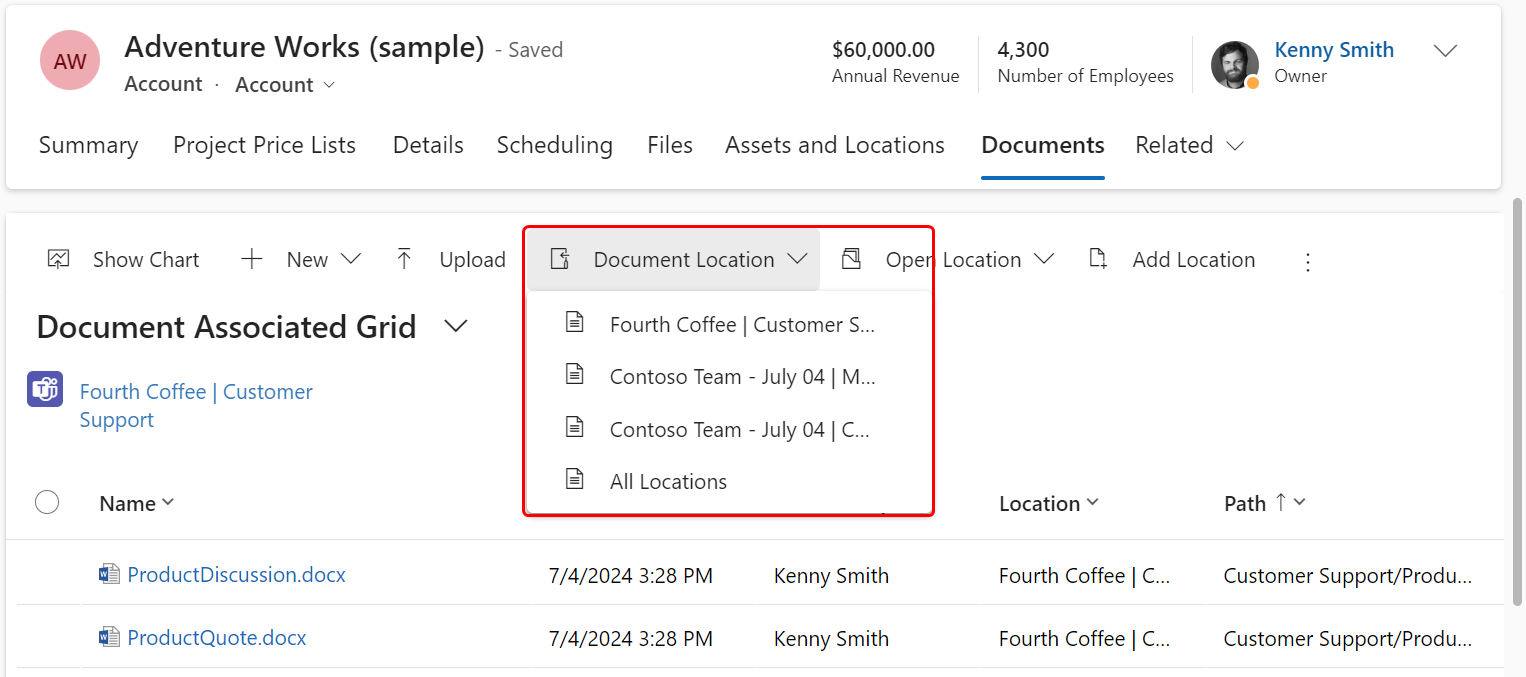 AW
Adventure Works (sample) - Saved
Account · Account
$60,000.00
Annual Revenue
4,300
Number of Employees
Kenny Smith
Owner
Summary Project Price Lists Details Scheduling Files Assets and Locations Documents Related
Show Chart New Upload Document Location Open Location Add Location
Document Associated Grid
Fourth Coffee | Customer S...
Contoso Team - July 04 | M...
Contoso Team - July 04 | C...
All Locations
Fourth Coffee | Customer
Support
Name Location Path
ProductDiscussion.docx 7/4/2024 3:28 PM Kenny Smith Fourth Coffee | C... Customer Support/Produ...
ProductQuote.docx 7/4/2024 3:28 PM Kenny Smith Fourth Coffee | C... Customer Support/Produ...